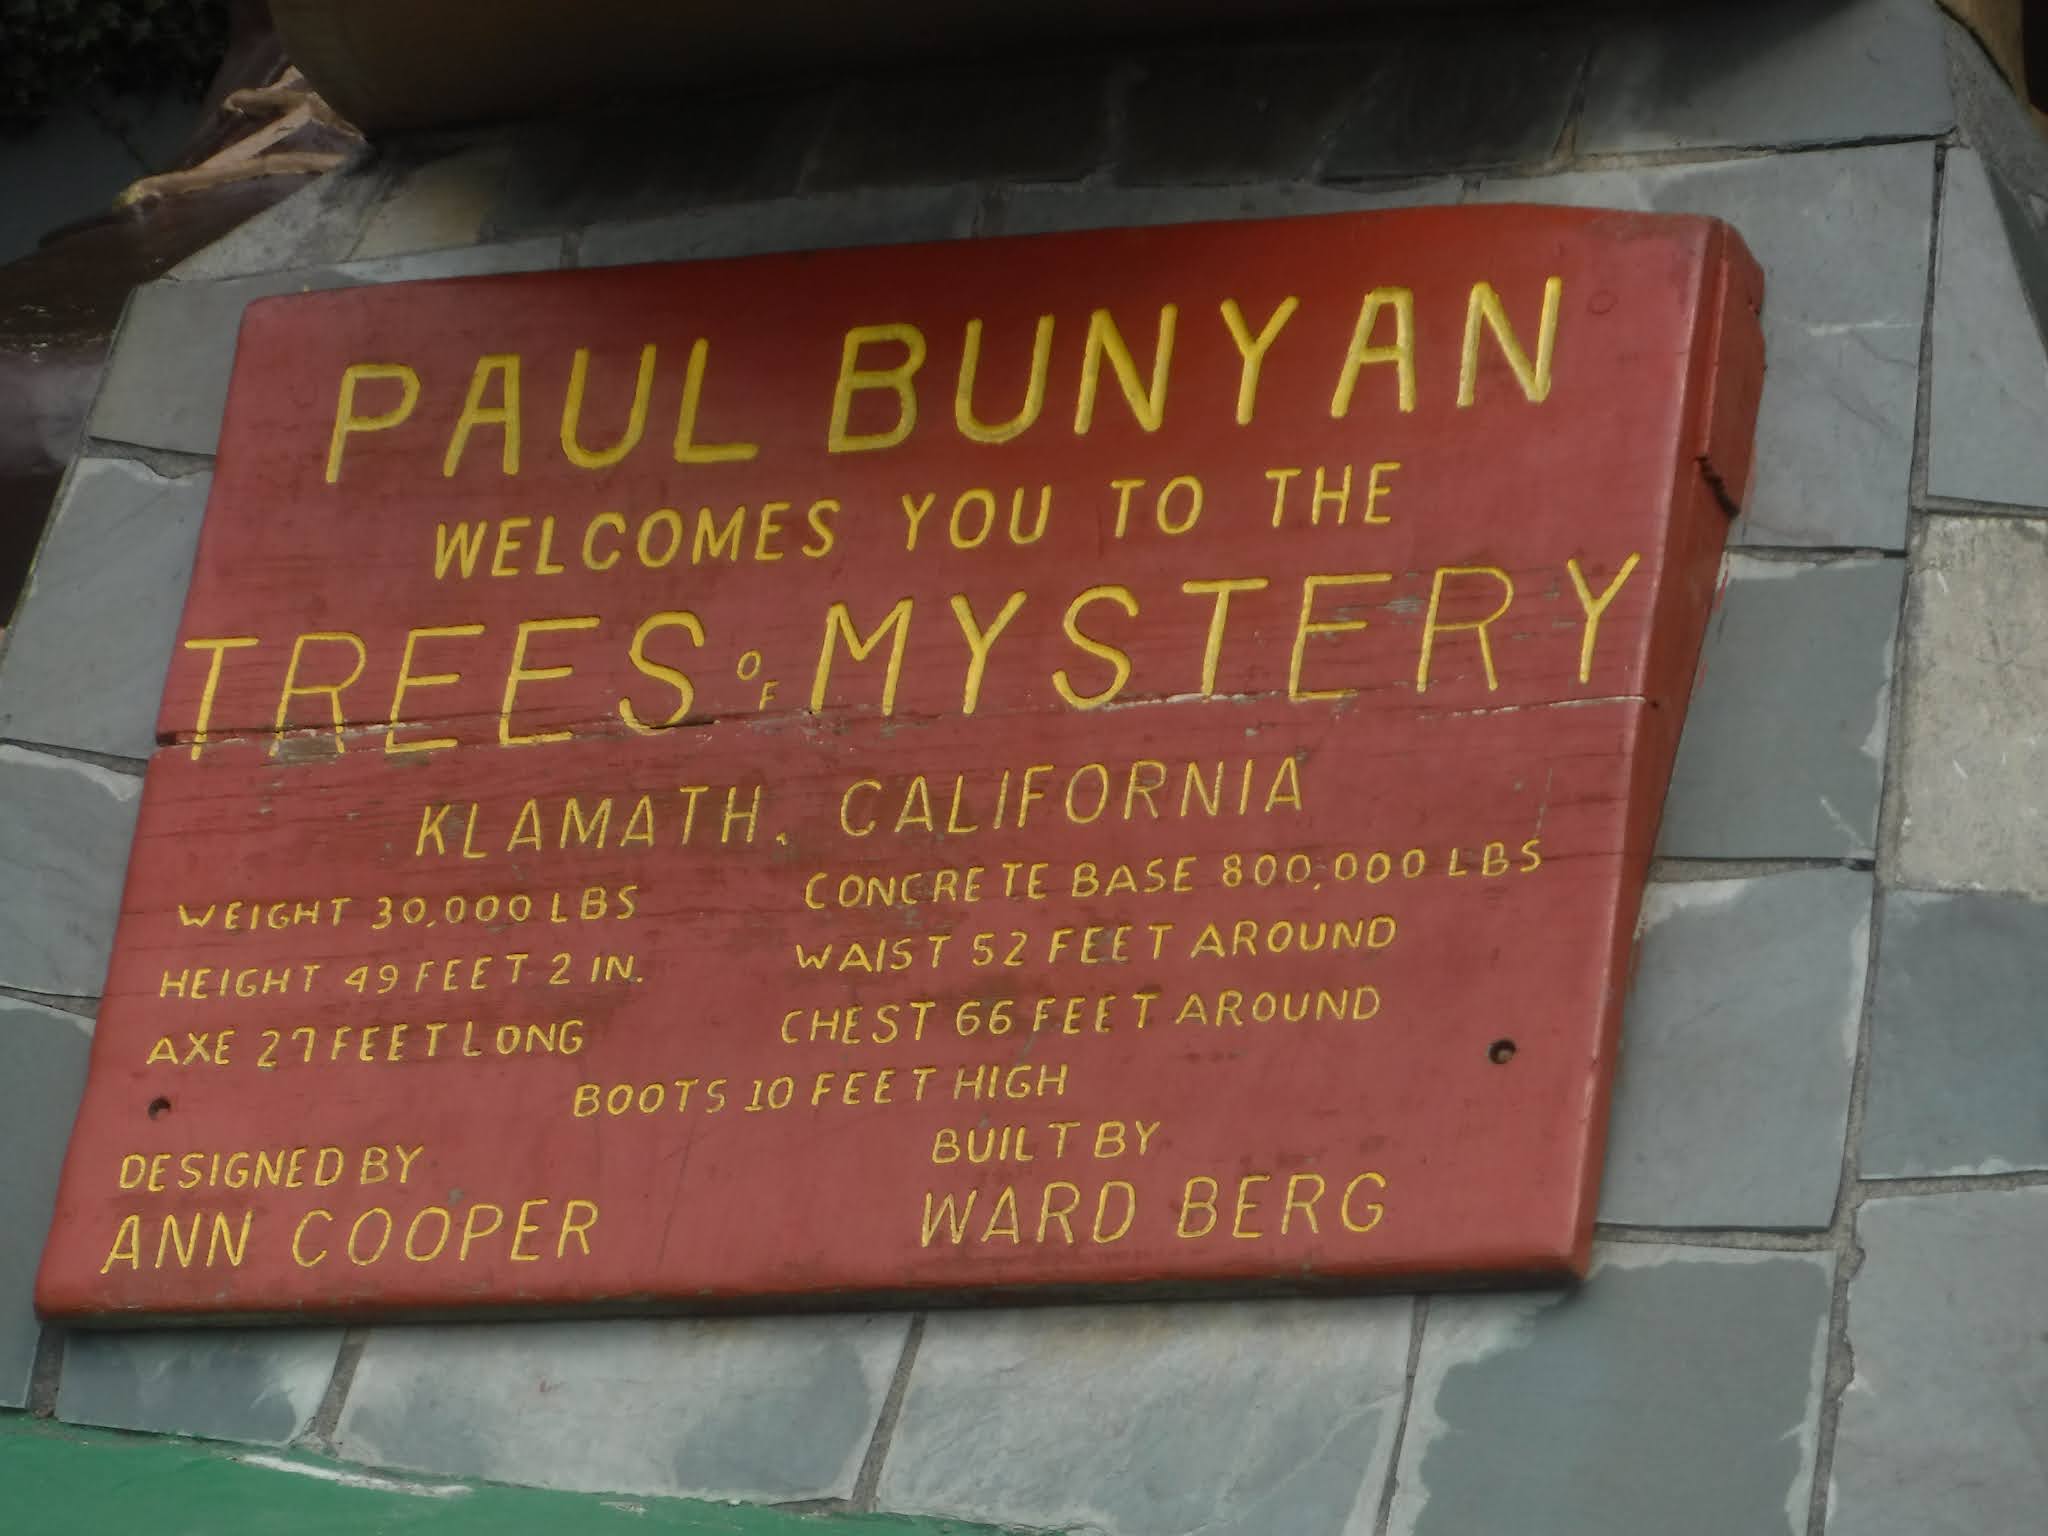 PAUL BUNYAN
WELCOMES YOU TO THE
TREES OF MYSTERY
KLAMATH, CALIFORNIA
WEIGHT 30,000 LBS
CONCRETE BASE 800,000 LBS
HEIGHT 49 FEET 2 IN.
WAIST 52 FEET AROUND
AXE 27 FEET LONG
CHEST 66 FEET AROUND
BOOTS 10 FEET HIGH
DESIGNED BY
ANN COOPER
BUILT BY
WARD BERG